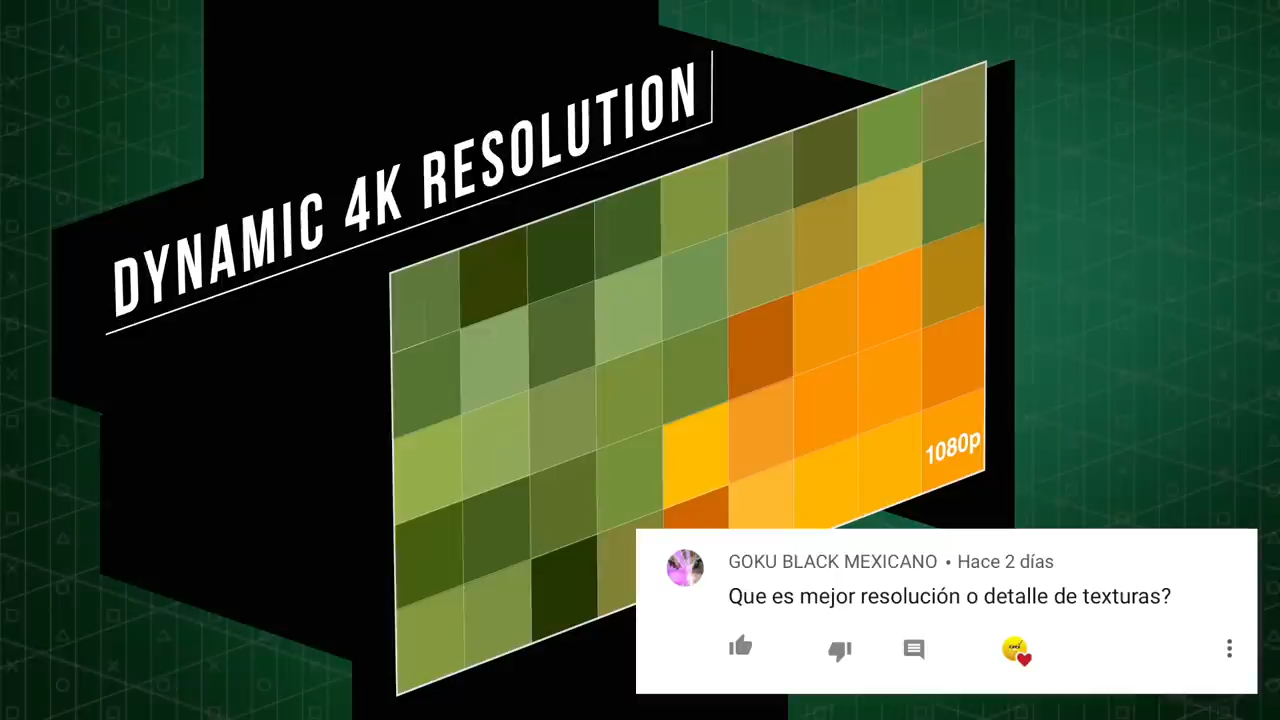 DYNAMIC 4K RESOLUTION
1080p
GOKU BLACK MEXICANO • Hace 2 días
Que es mejor resolución o detalle de texturas?